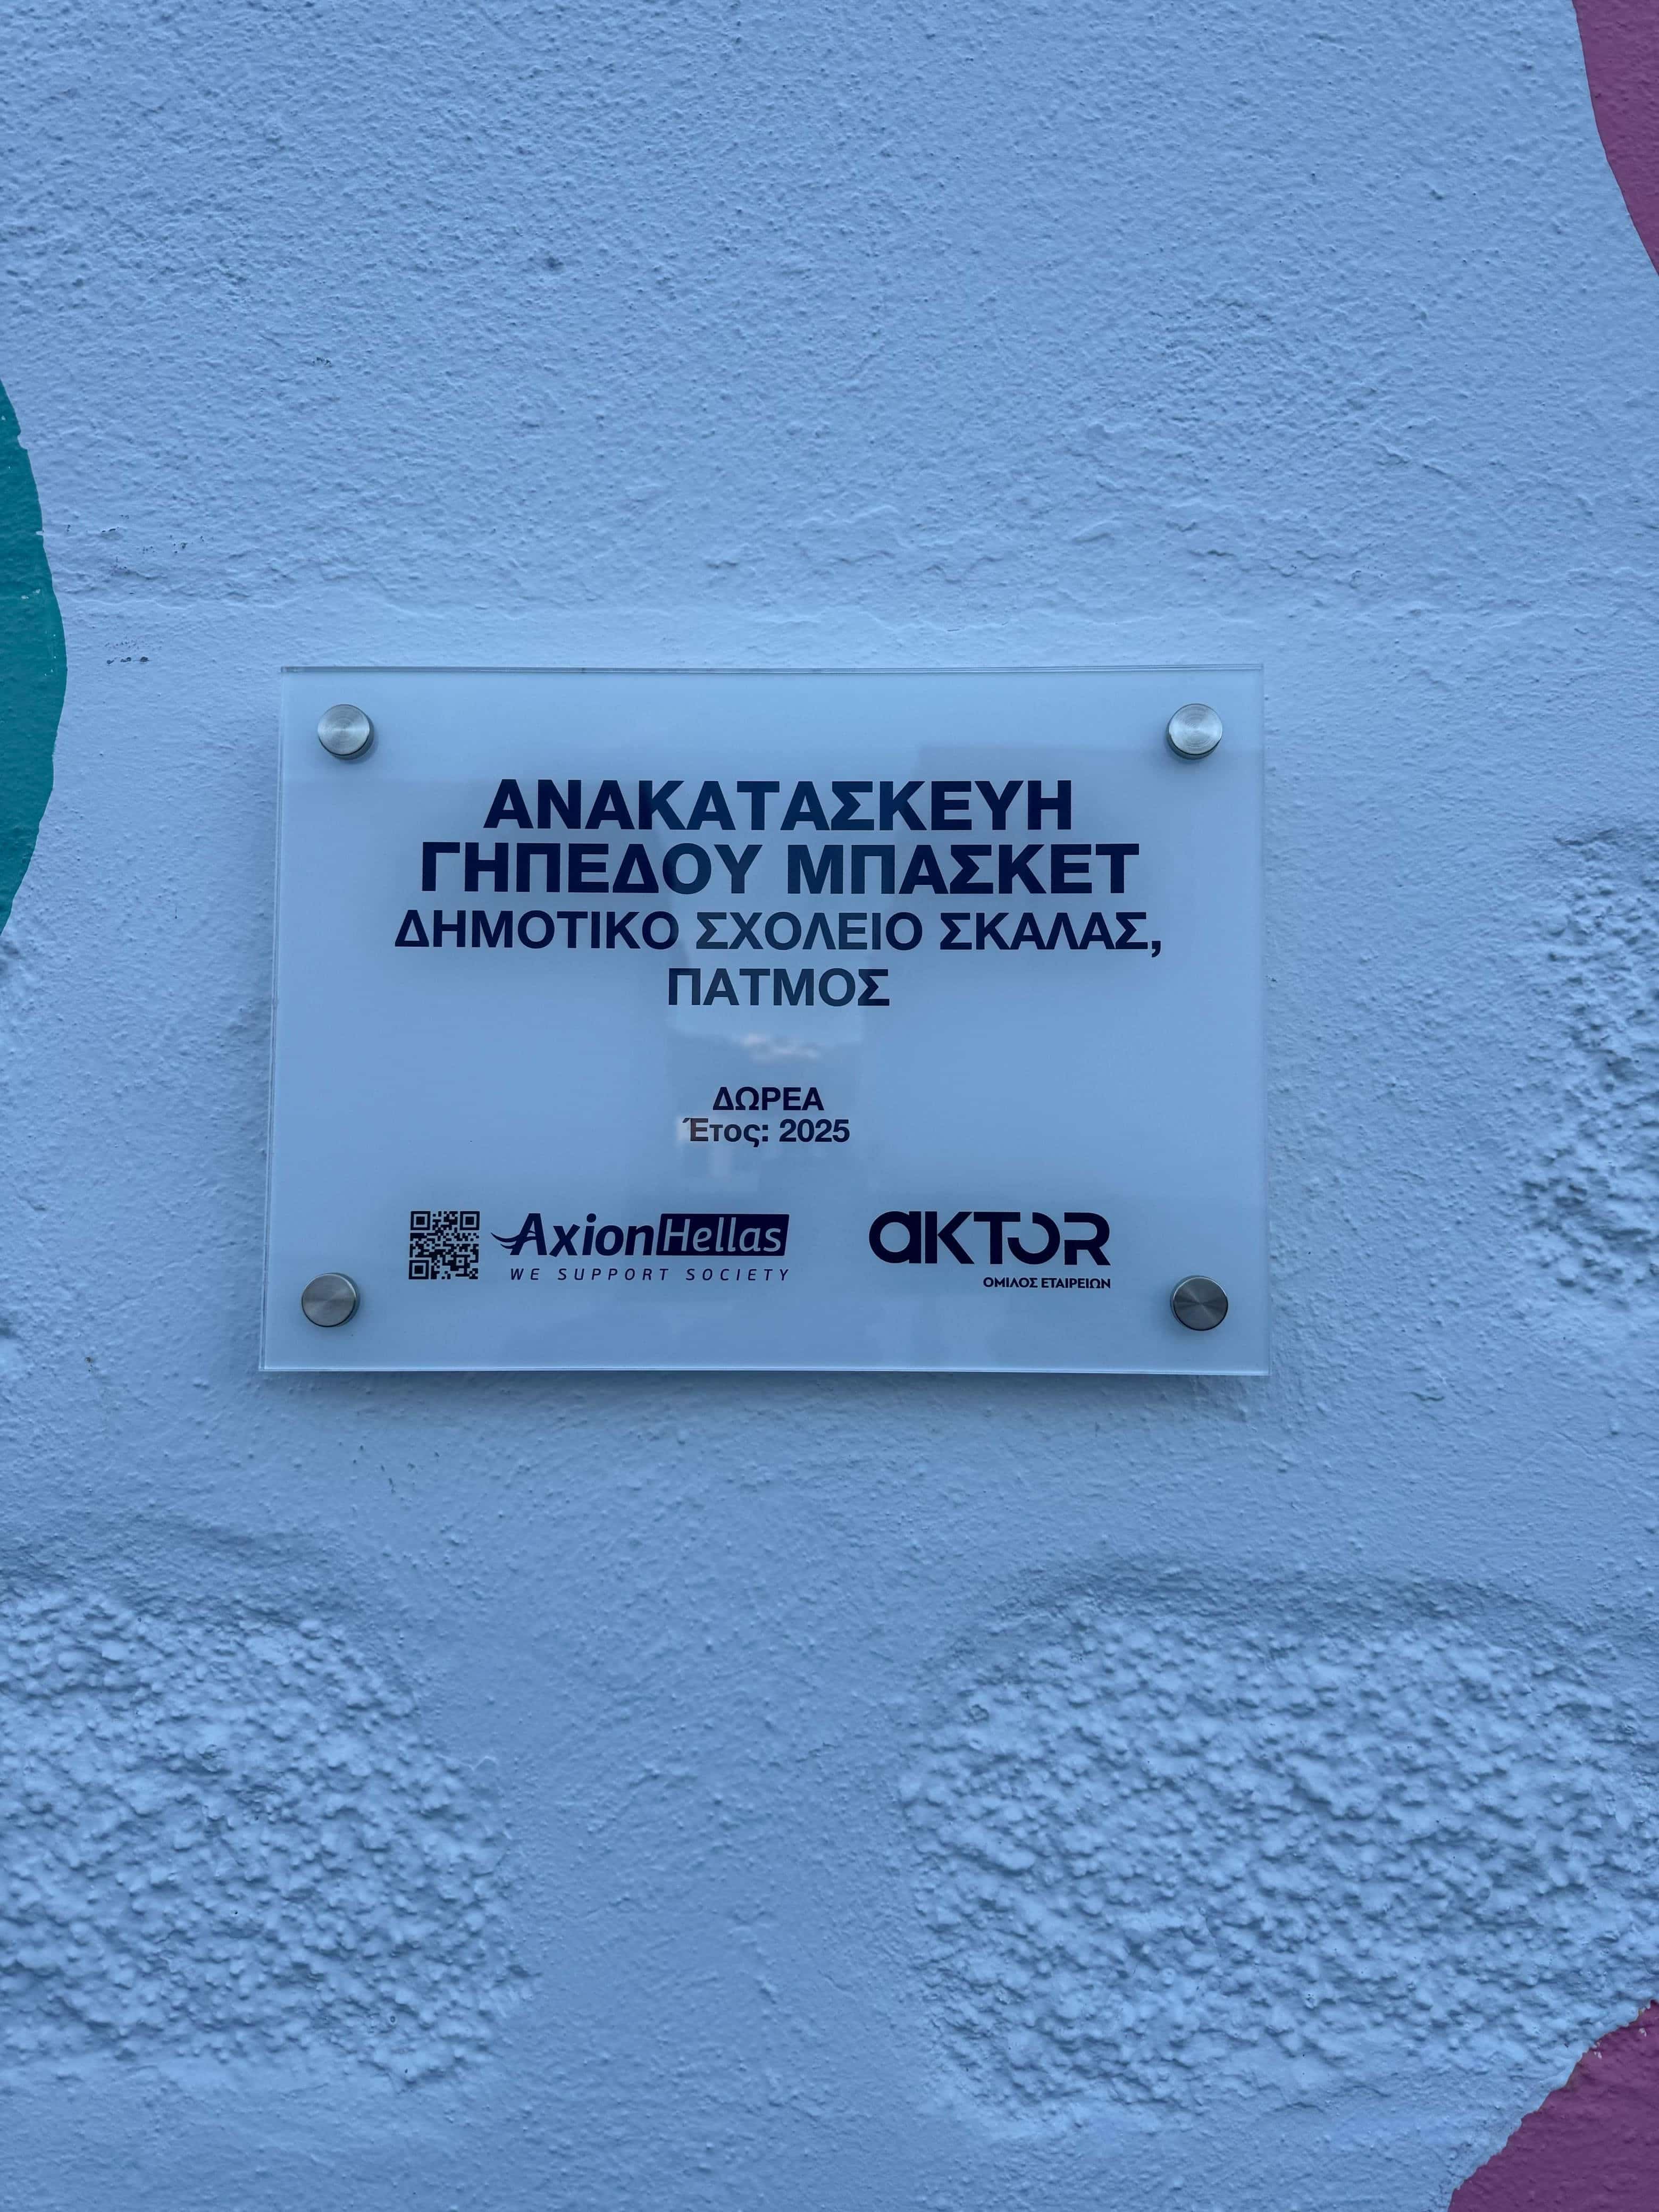 ΑΝΑΚΑΤΑΣΚΕΥΗ
ΓΗΠΕΔΟΥ ΜΠΑΣΚΕΤ
ΔΗΜΟΤΙΚΟ ΣΧΟΛΕΙΟ ΣΚΑΛΑΣ,
ΠΑΤΜΟΣ
ΔΩΡΕΑ
Έτος: 2025
AxionHellas
WE SUPPORT SOCIETY
AKTOR
ΟΜΙΛΟΣ ΕΤΑΙΡΕΙΩΝ